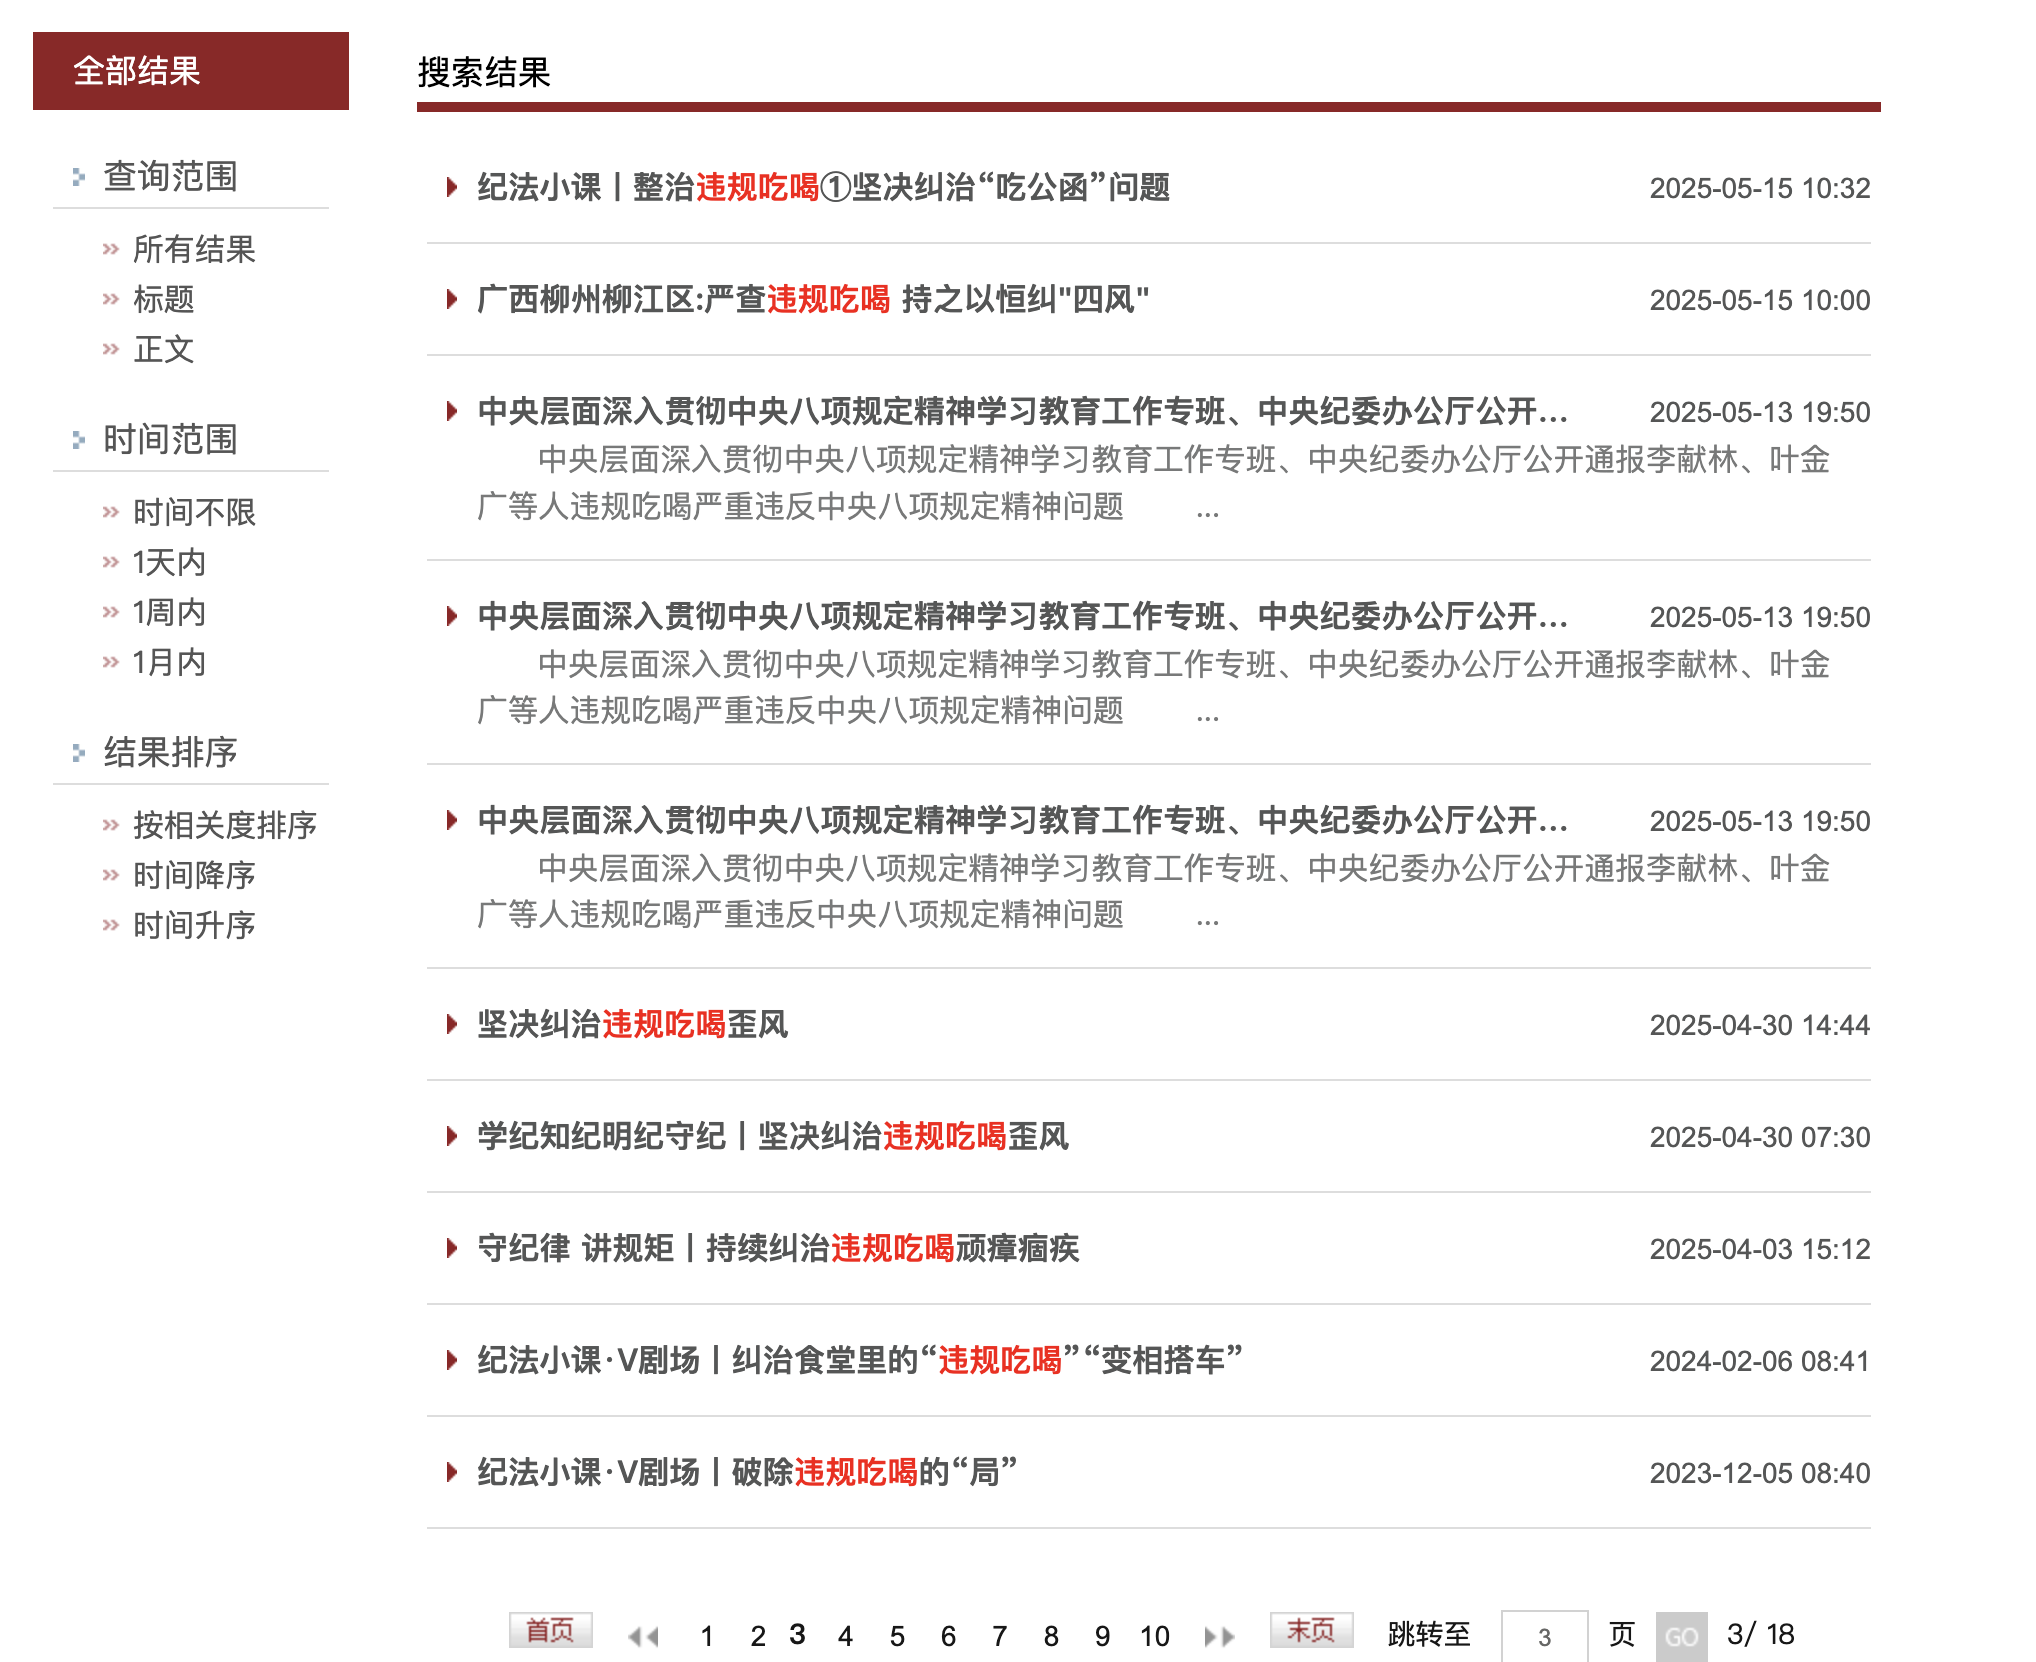 全部结果
查询范围
所有结果
标题
正文
时间范围
时间不限
1天内
1周内
1月内
结果排序
按相关度排序
时间降序
时间升序
搜索结果
纪法小课丨整治违规吃喝①坚决纠治“吃公函”问题 2025-05-15 10:32
广西柳州柳江区:严查违规吃喝 持之以恒纠"四风" 2025-05-15 10:00
中央层面深入贯彻中央八项规定精神学习教育工作专班、中央纪委办公厅公开... 2025-05-13 19:50
中央层面深入贯彻中央八项规定精神学习教育工作专班、中央纪委办公厅公开通报李献林、叶金
广等人违规吃喝严重违反中央八项规定精神问题 ...
中央层面深入贯彻中央八项规定精神学习教育工作专班、中央纪委办公厅公开... 2025-05-13 19:50
中央层面深入贯彻中央八项规定精神学习教育工作专班、中央纪委办公厅公开通报李献林、叶金
广等人违规吃喝严重违反中央八项规定精神问题 ...
中央层面深入贯彻中央八项规定精神学习教育工作专班、中央纪委办公厅公开... 2025-05-13 19:50
中央层面深入贯彻中央八项规定精神学习教育工作专班、中央纪委办公厅公开通报李献林、叶金
广等人违规吃喝严重违反中央八项规定精神问题 ...
坚决纠治违规吃喝歪风 2025-04-30 14:44
学纪知纪明纪守纪丨坚决纠治违规吃喝歪风 2025-04-30 07:30
守纪律 讲规矩丨持续纠治违规吃喝顽瘴痼疾 2025-04-03 15:12
纪法小课·V剧场丨纠治食堂里的“违规吃喝”“变相搭车” 2024-02-06 08:41
纪法小课·V剧场丨破除违规吃喝的“局” 2023-12-05 08:40
首页 1 2 3 4 5 6 7 8 9 10 末页 跳转至 3 页 GO 3/ 18